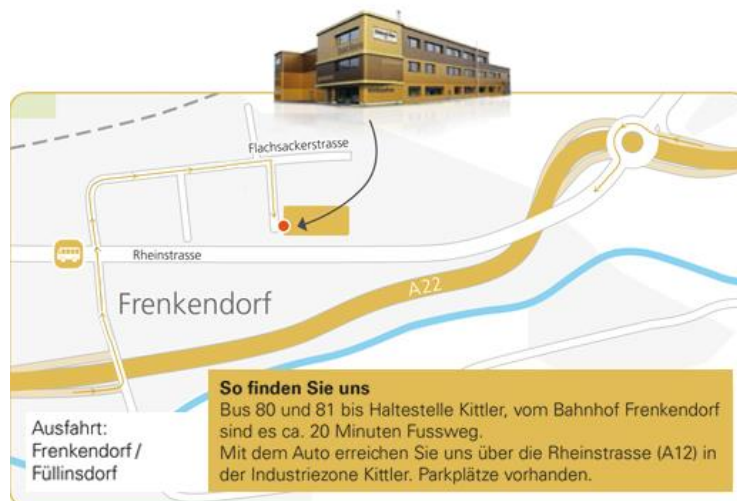 Flachsackerstrasse
Rheinstrasse
Frenkendorf
A22
So finden Sie uns
Bus 80 und 81 bis Haltestelle Kittler, vom Bahnhof Frenkendorf
sind es ca. 20 Minuten Fussweg.
Mit dem Auto erreichen Sie uns über die Rheinstrasse (A12) in
der Industriezone Kittler. Parkplätze vorhanden.
Ausfahrt:
Frenkendorf /
Füllinsdorf